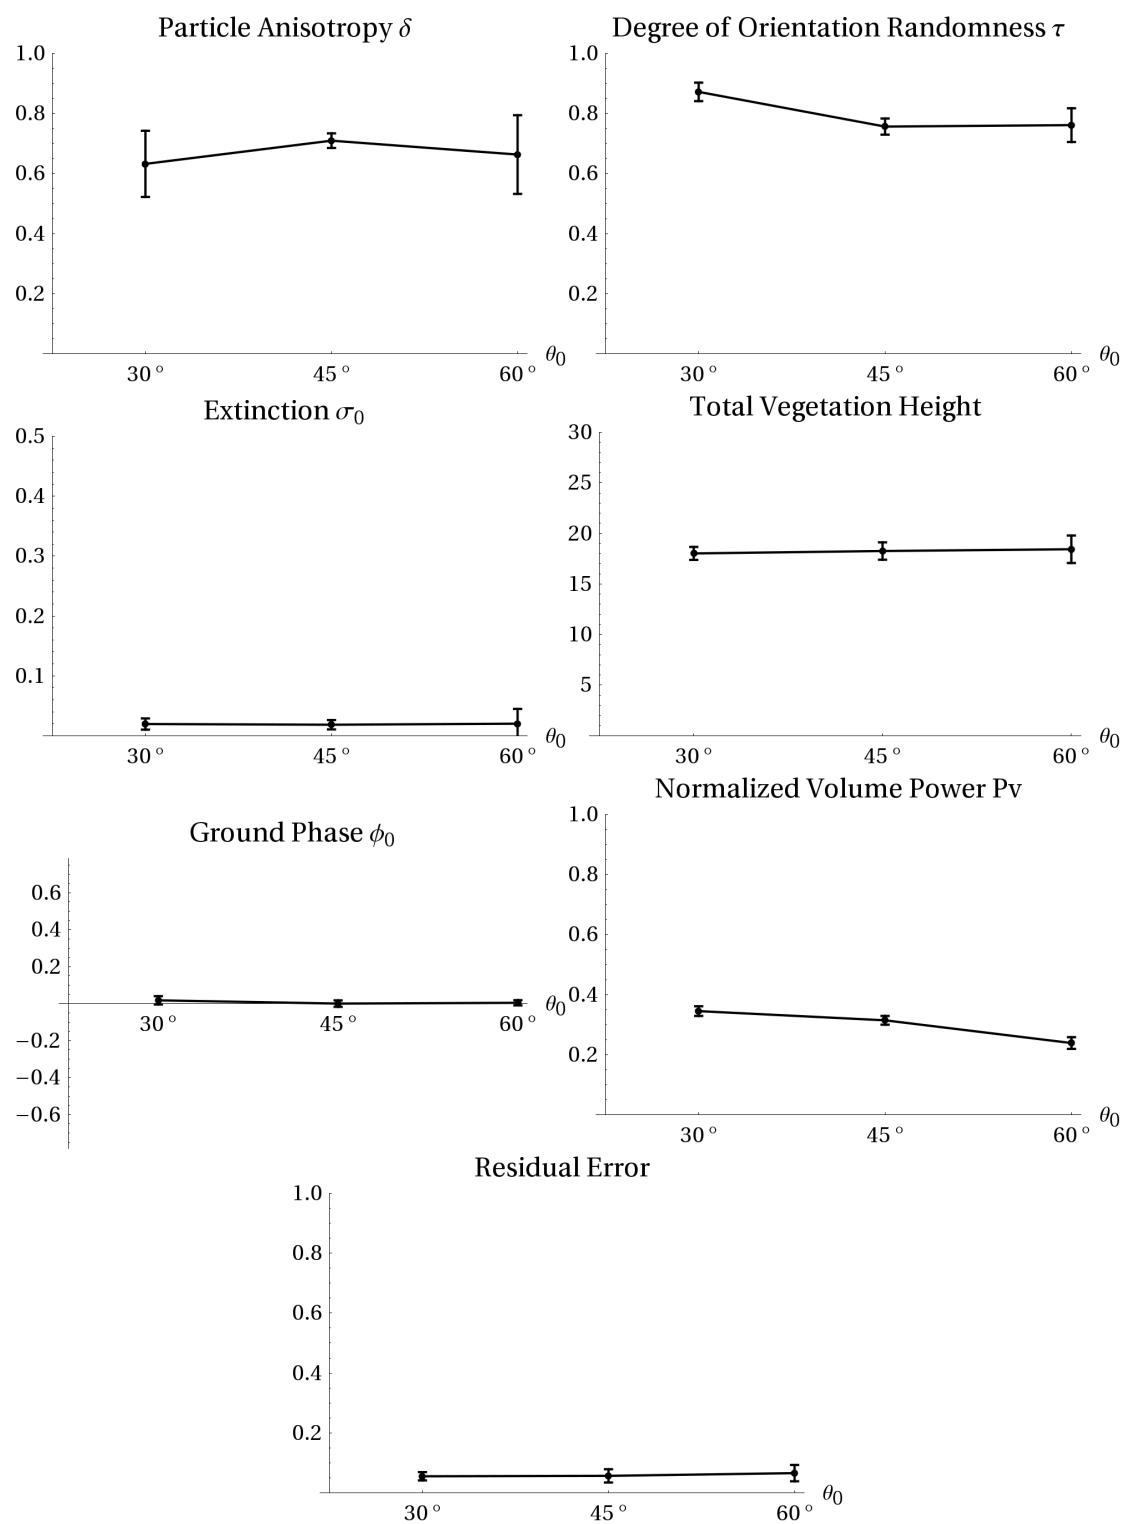 Particle Anisotropy δ
1.0
0.8
0.6
0.4
0.2
30° 45° 60° θ0
Degree of Orientation Randomness τ
1.0
0.8
0.6
0.4
0.2
30° 45° 60° θ0
Extinction σ0
0.5
0.4
0.3
0.2
0.1
30° 45° 60° θ0
Total Vegetation Height
30
25
20
15
10
5
30° 45° 60° θ0
Ground Phase ϕ0
0.6
0.4
0.2
30° 45° 60° θ0
−0.2
−0.4
−0.6
Normalized Volume Power Pv
1.0
0.8
0.6
0.4
0.2
30° 45° 60° θ0
Residual Error
1.0
0.8
0.6
0.4
0.2
30° 45° 60° θ0